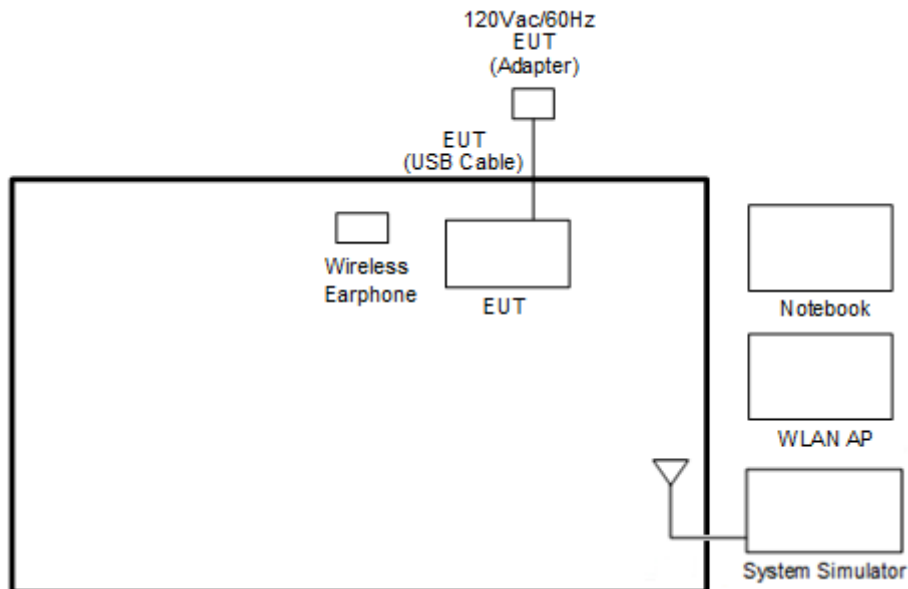 120Vac/60Hz
EUT
(Adapter)
EUT
(USB Cable)
Wireless
Earphone
EUT
Notebook
WLAN AP
System Simulator